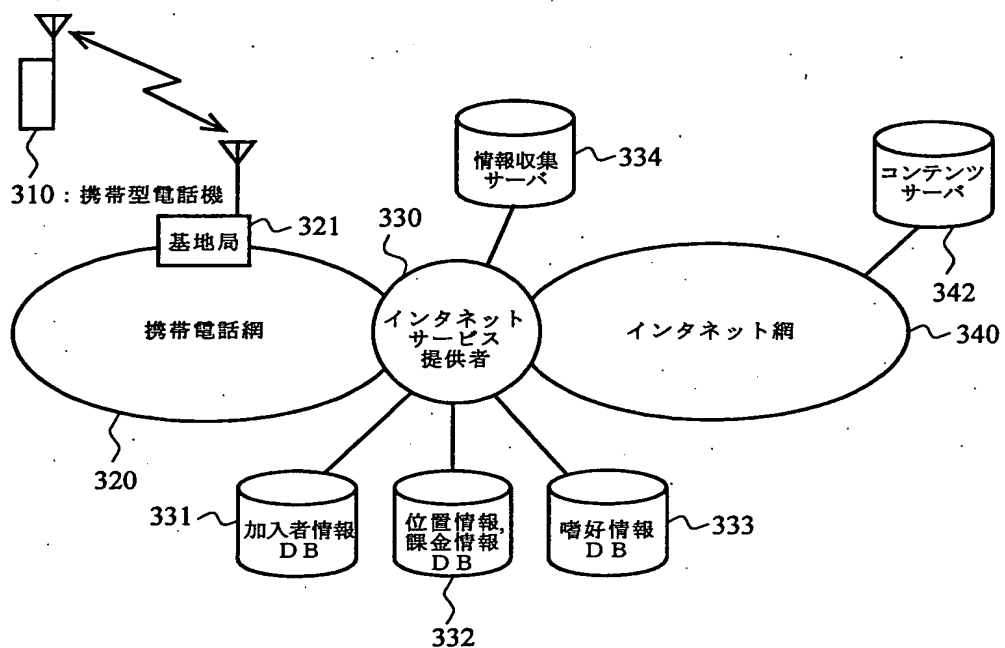 310：携帯型電話機
基地局
321
330
情報収集
サーバ
334
コンテンツ
サーバ
342
携帯電話網
インタネット
サービス
提供者
インタネット網
340
320
331
加入者情報
ＤＢ
位置情報,
課金情報
ＤＢ
332
嗜好情報
ＤＢ
333